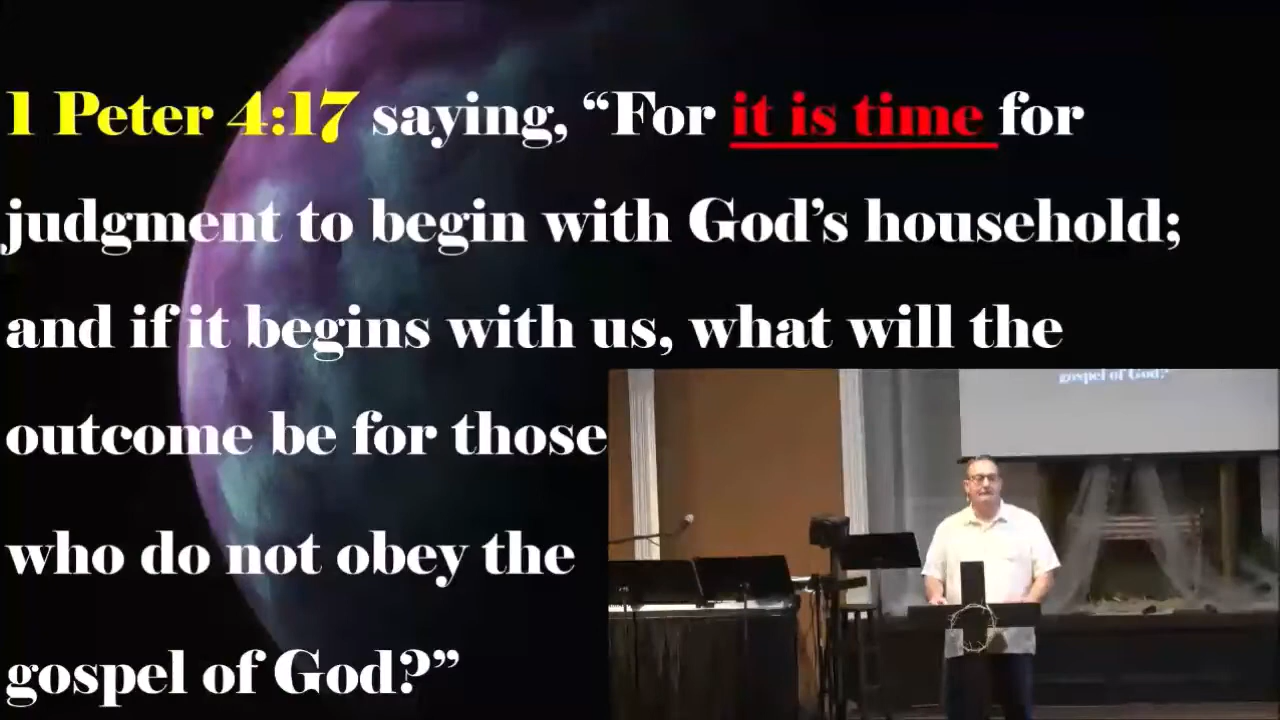 1 Peter 4:17 saying, “For it is time for
judgment to begin with God’s household;
and if it begins with us, what will the
outcome be for those
who do not obey the
gospel of God?”
gospel of God?”